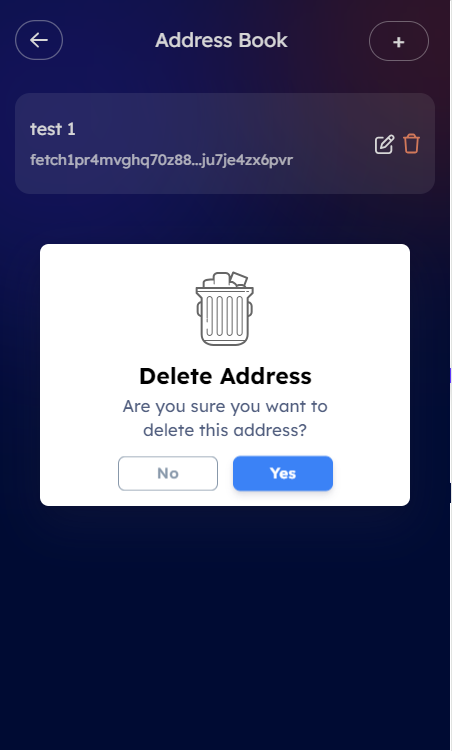 Address Book
+
test 1
fetch1pr4mvghq70z88...ju7je4zx6pvr
Delete Address
Are you sure you want to
delete this address?
No
Yes